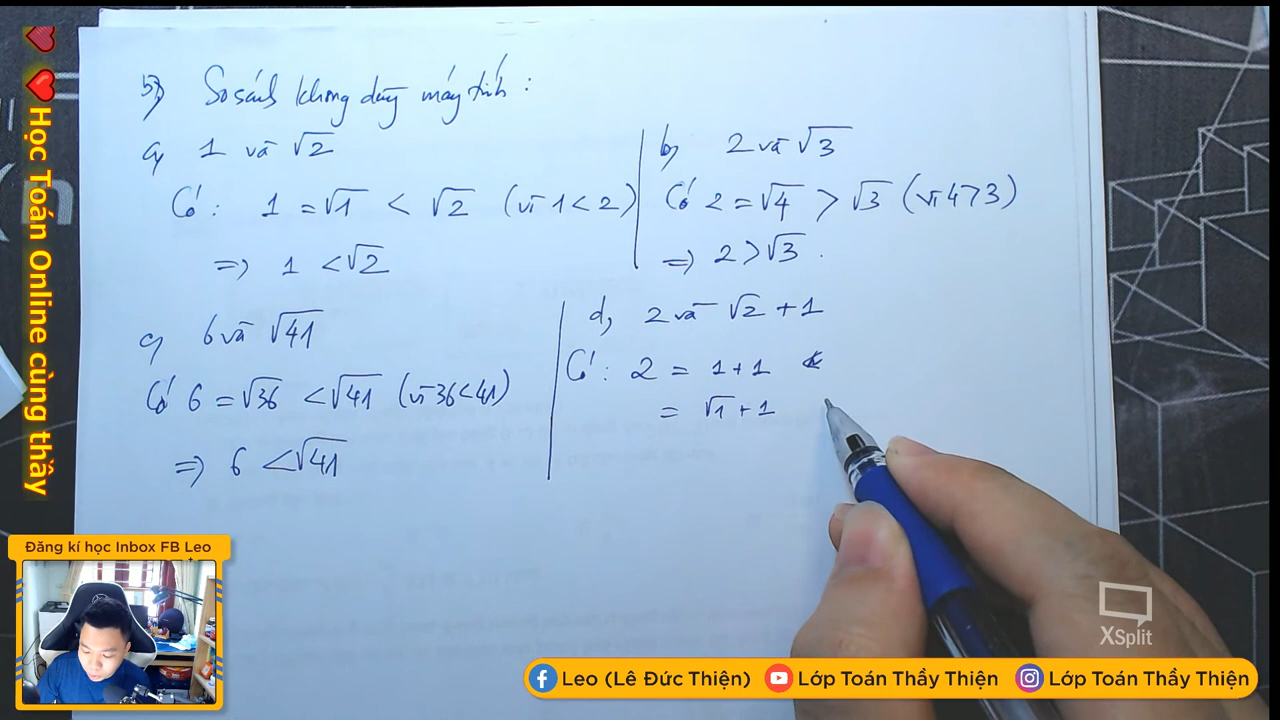 5) So sánh không dùng máy tính :
a, 1 và √2
Có : 1 = √1 < √2 (vì 1 < 2)
=> 1 < √2
b, 2 và √3
Có 2 = √4 > √3 (vì 4 > 3)
=> 2 > √3 .
c, 6 và √41
Có 6 = √36 < √41 (vì 36 < 41)
=> 6 < √41
d, 2 và √2 + 1
Có : 2 = 1 + 1
= √1 + 1
❤ ❤ Học Toán Online cùng thầy
Đăng kí học Inbox FB Leo
XSplit
Leo (Lê Đức Thiện)
Lớp Toán Thầy Thiện
Lớp Toán Thầy Thiện